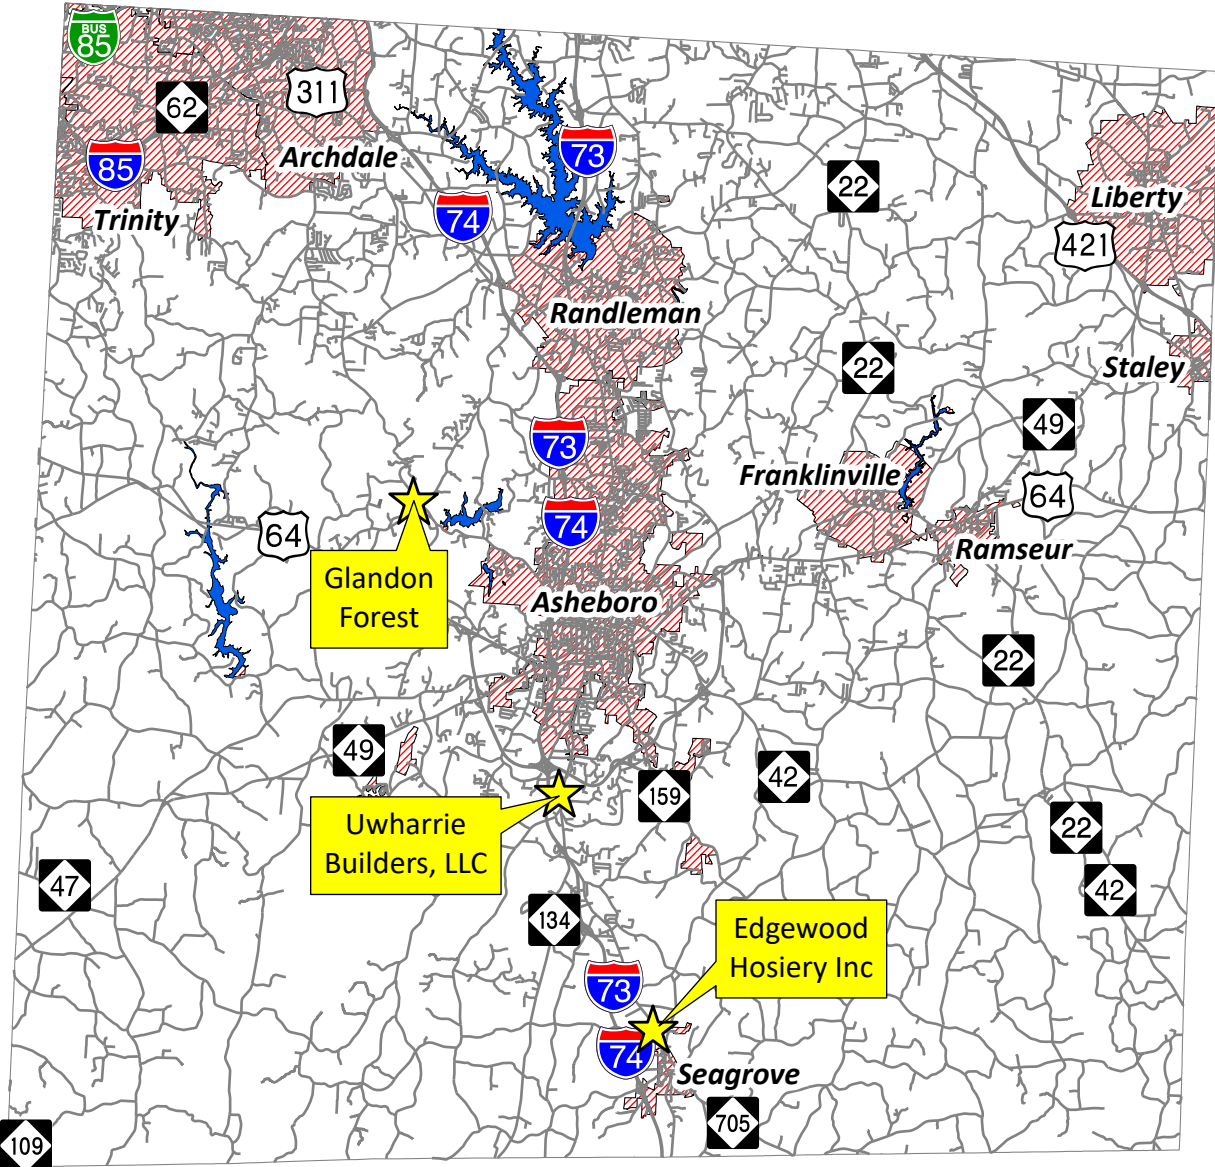 BUS
85
62
311
Archdale
85
Trinity
73
74
22
Liberty
421
Randleman
22
Staley
73
49
Franklinville
64
74
64
Ramseur
Glandon
Forest
Asheboro
22
49
42
159
Uwharrie
Builders, LLC
22
47
42
134
Edgewood
Hosiery Inc
73
74
Seagrove
705
109